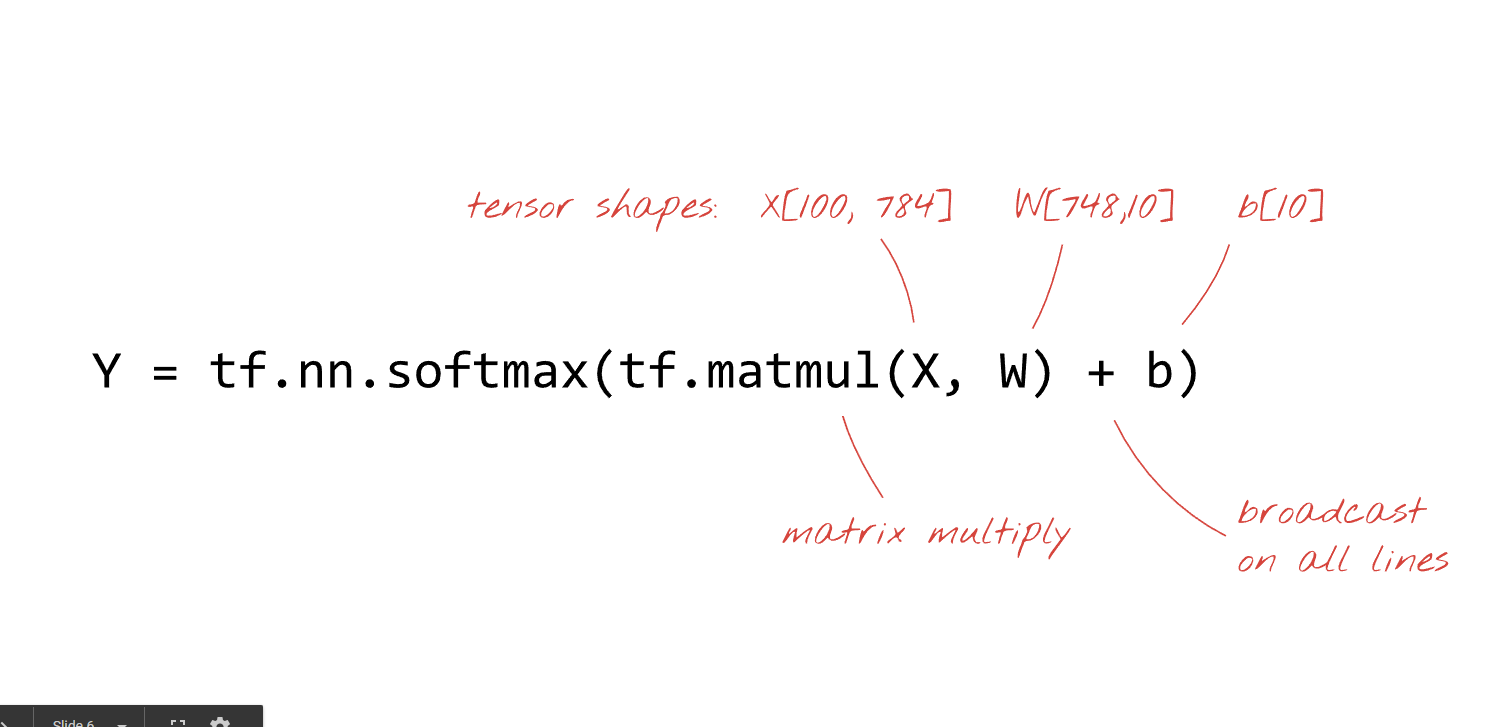 tensor shapes: X[100, 784] W[748,10] b[10]
Y = tf.nn.softmax(tf.matmul(X, W) + b)
matrix multiply
broadcast
on all lines
Slide 6